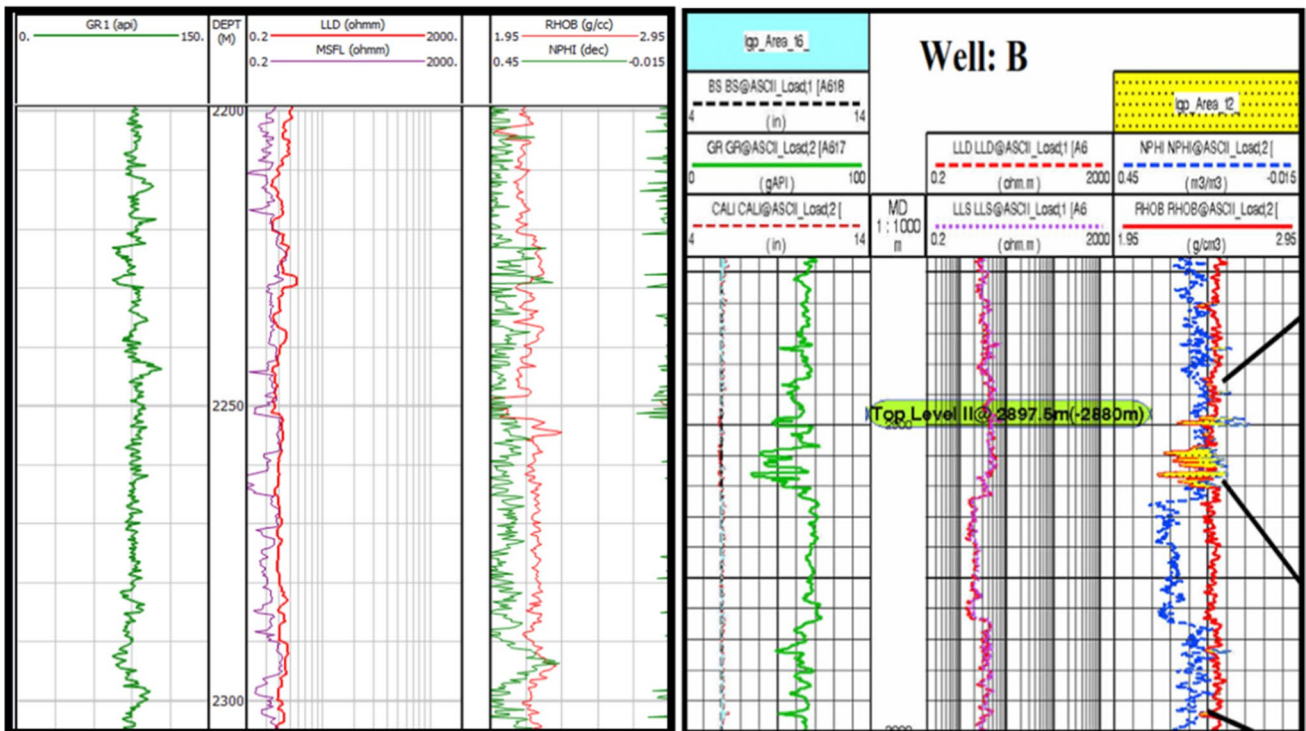 GR1 (api)
0. 150.
DEPT
(M)
LLD (ohmm)
0.2 2000.
MSFL (ohmm)
0.2 2000.
RHOB (g/cc)
1.95 2.95
NPHI (dec)
0.45 -0.015
2200
2250
2300
lgp_Area_16_
Well: B
BS BS@ASCII_Load;1 [A618
4 (in) 14
lgp_Area_12_
GR GR@ASCII_Load;2 [A617
0 (gAPI) 100
LLD LLD@ASCII_Load;1 [A6
0.2 (ohm.m) 2000
NPHI NPHI@ASCII_Load;2 [
0.45 (m3/m3) -0.015
CALI CALI@ASCII_Load;2 [
4 (in) 14
MD
1 : 1000
m
LLS LLS@ASCII_Load;1 [A6
0.2 (ohm.m) 2000
RHOB RHOB@ASCII_Load;2 [
1.95 (g/cm3) 2.95
Top Level II@ 2897.5m(-2880m)